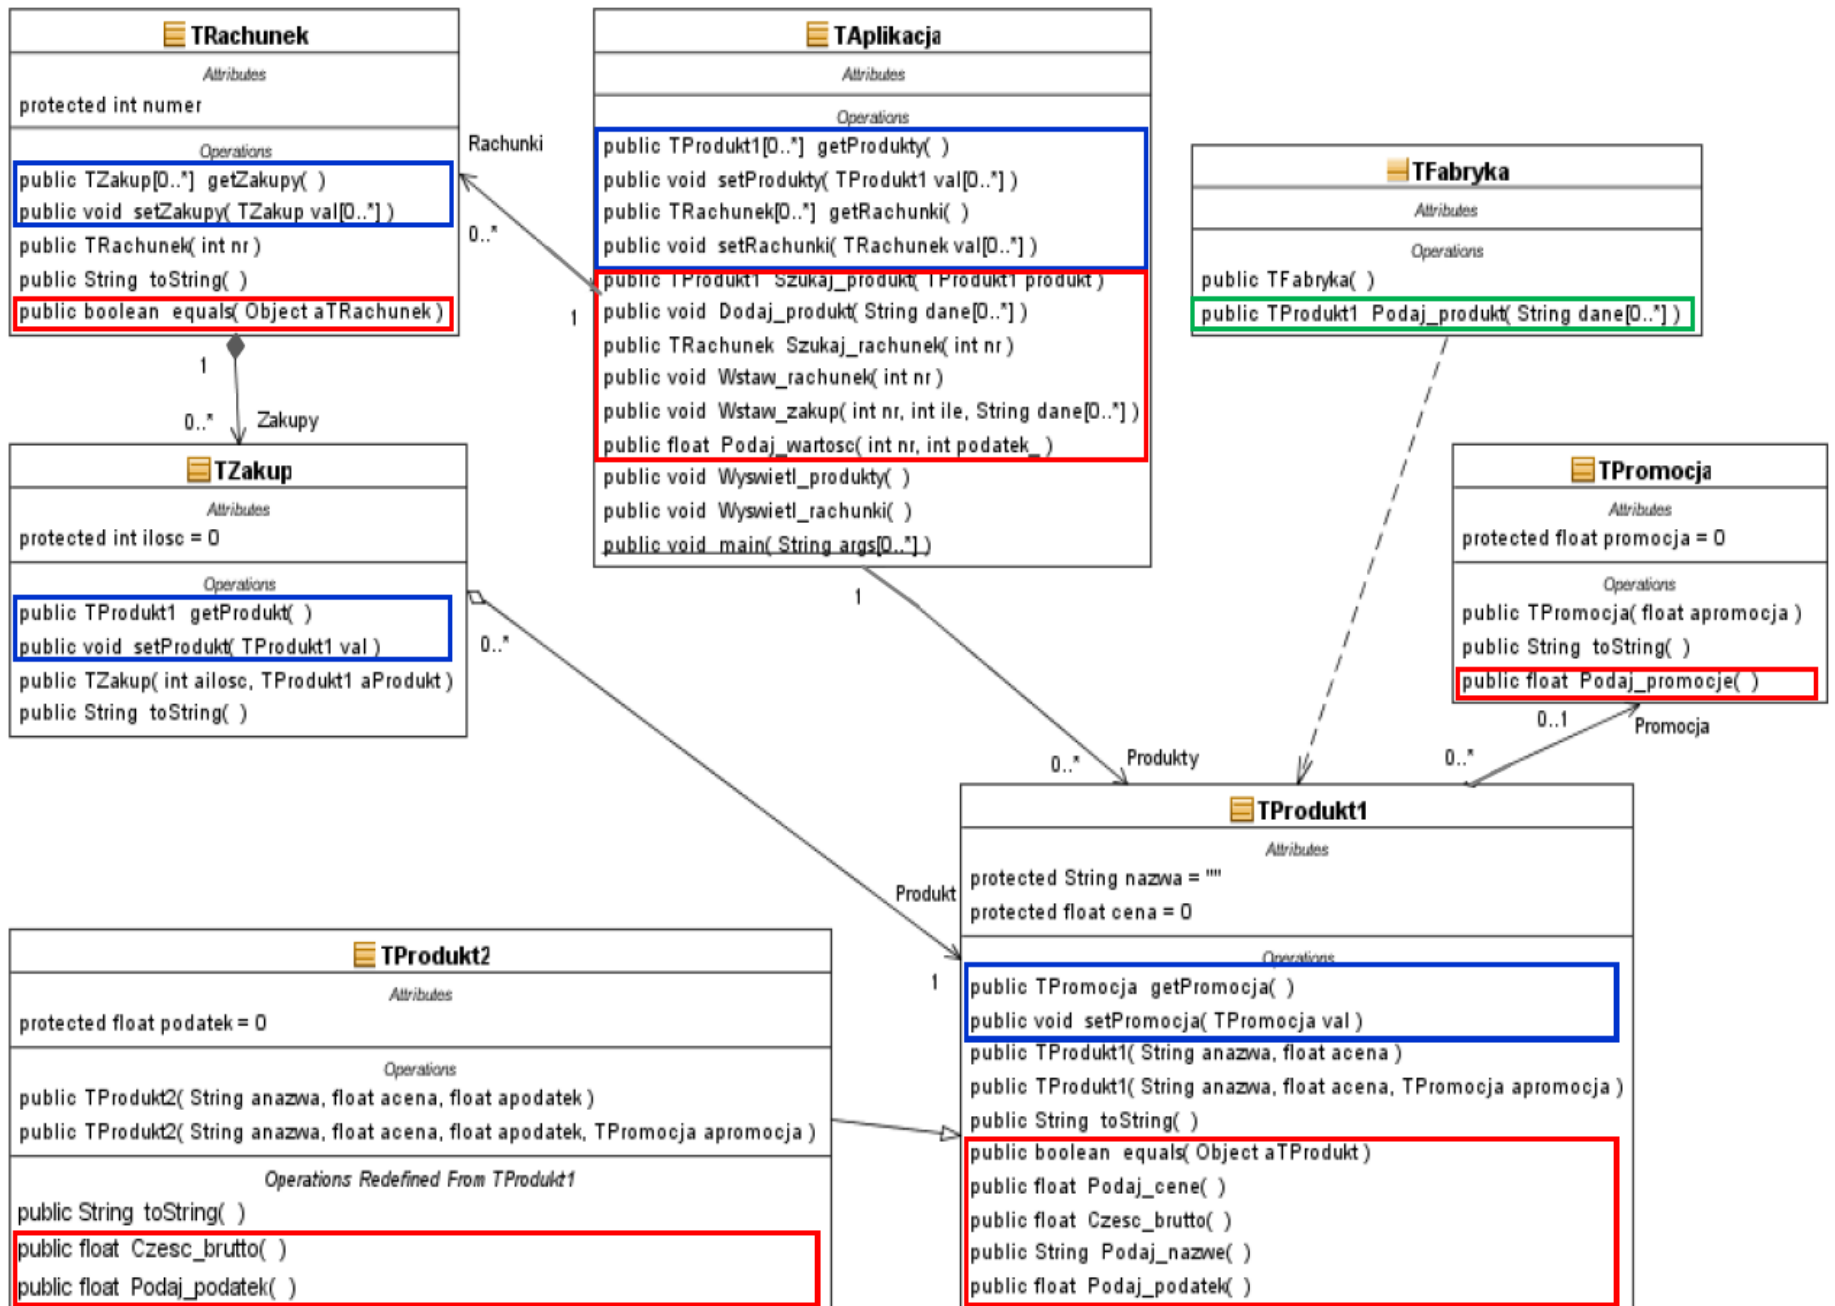 TRachunek
Attributes
protected int numer
Operations
public TZakup[0..*] getZakupy( )
public void setZakupy( TZakup val[0..*] )
public TRachunek( int nr )
public String toString( )
public boolean equals( Object aTRachunek )
Rachunki
0..*
1
TAplikacja
Attributes
Operations
public TProdukt1[0..*] getProdukty( )
public void setProdukty( TProdukt1 val[0..*] )
public TRachunek[0..*] getRachunki( )
public void setRachunki( TRachunek val[0..*] )
public TProdukt1 Szukaj_produkt( TProdukt1 produkt )
public void Dodaj_produkt( String dane[0..*] )
public TRachunek Szukaj_rachunek( int nr )
public void Wstaw_rachunek( int nr )
public void Wstaw_zakup( int nr, int ile, String dane[0..*] )
public float Podaj_wartosc( int nr, int podatek_ )
public void Wyswietl_produkty( )
public void Wyswietl_rachunki( )
public void main( String args[0..*] )
TFabryka
Attributes
Operations
public TFabryka( )
public TProdukt1 Podaj_produkt( String dane[0..*] )
1
0..*
Zakupy
TZakup
Attributes
protected int ilosc = 0
Operations
public TProdukt1 getProdukt( )
public void setProdukt( TProdukt1 val )
public TZakup( int ailosc, TProdukt1 aProdukt )
public String toString( )
0..*
1
TPromocja
Attributes
protected float promocja = 0
Operations
public TPromocja( float apromocja )
public String toString( )
public float Podaj_promocje( )
0..1
Promocja
0..*
0..*
Produkty
Produkt
1
TProdukt1
Attributes
protected String nazwa = ""
protected float cena = 0
Operations
public TPromocja getPromocja( )
public void setPromocja( TPromocja val )
public TProdukt1( String anazwa, float acena )
public TProdukt1( String anazwa, float acena, TPromocja apromocja )
public String toString( )
public boolean equals( Object aTProdukt )
public float Podaj_cene( )
public float Czesc_brutto( )
public String Podaj_nazwe( )
public float Podaj_podatek( )
TProdukt2
Attributes
protected float podatek = 0
Operations
public TProdukt2( String anazwa, float acena, float apodatek )
public TProdukt2( String anazwa, float acena, float apodatek, TPromocja apromocja )
Operations Redefined From TProdukt1
public String toString( )
public float Czesc_brutto( )
public float Podaj_podatek( )